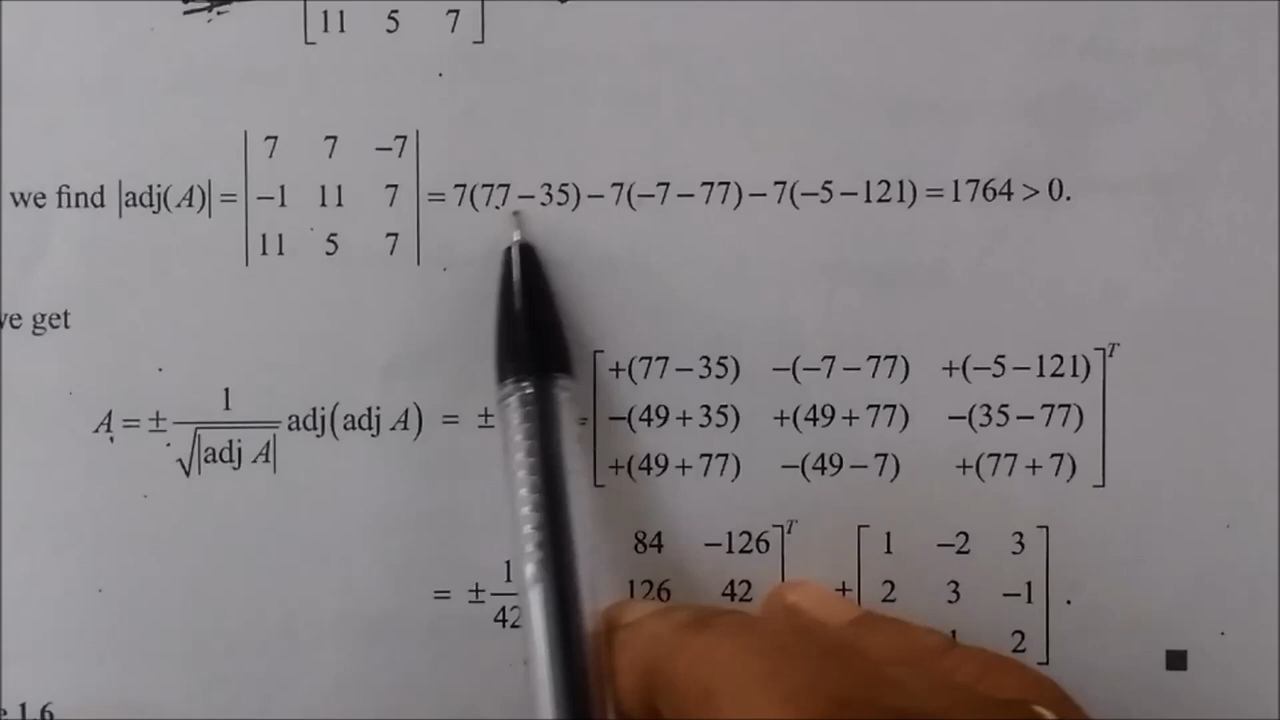 11 5 7
we find |adj(A)| = | 7 7 −7 | = 7(77 − 35) − 7(−7 − 77) − 7(−5 − 121) = 1764 > 0.
−1 11 7
11 5 7
get
A = ± 1/√|adj A| adj(adj A) = ± [ +(77 − 35) −(−7 − 77) +(−5 − 121) ]ᵀ
−(49 + 35) +(49 + 77) −(35 − 77)
+(49 + 77) −(49 − 7) +(77 + 7)
= ± 1/42 84 −126 ]ᵀ [ 1 −2 3 ]
126 42 2 3 −1 .
2
1.6